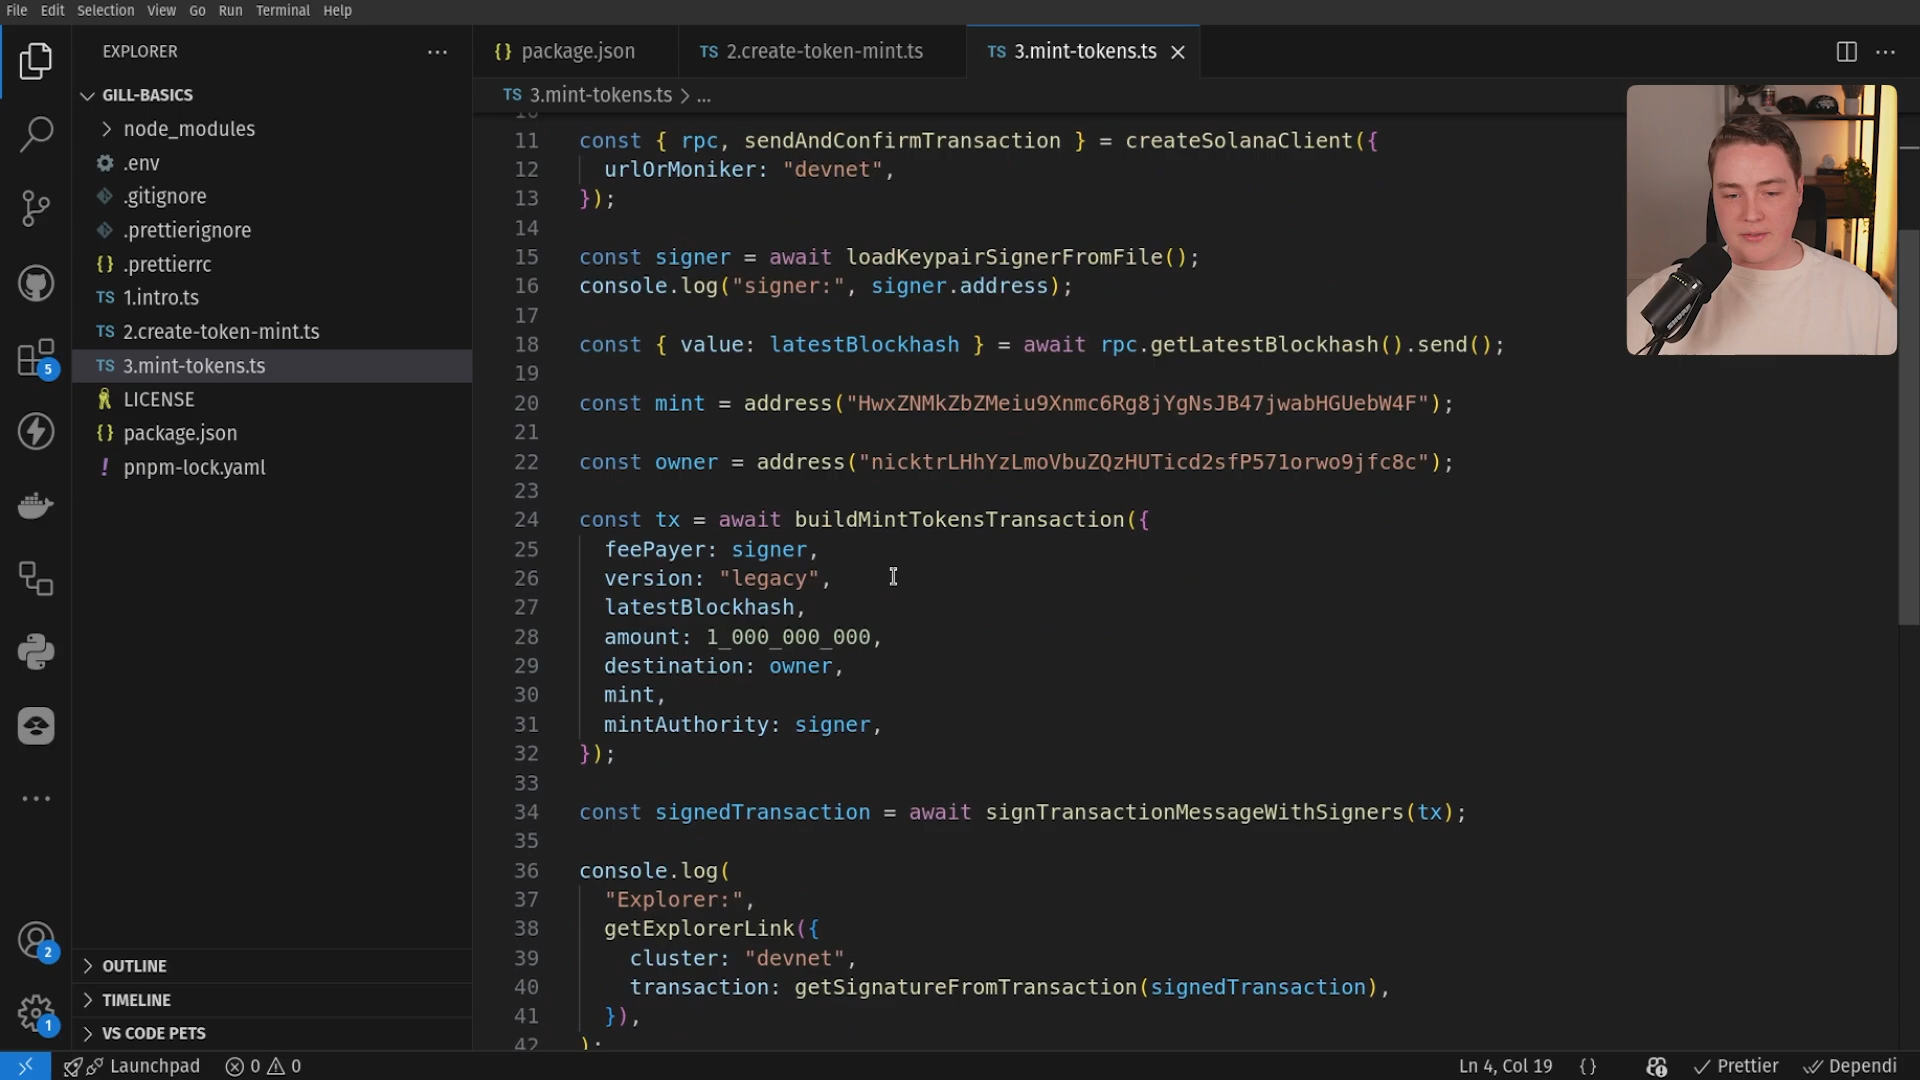 File Edit Selection View Go Run Terminal Help
EXPLORER
GILL-BASICS
node_modules
.env
.gitignore
.prettierignore
{} .prettierrc
TS 1.intro.ts
TS 2.create-token-mint.ts
TS 3.mint-tokens.ts
LICENSE
{} package.json
! pnpm-lock.yaml
OUTLINE
TIMELINE
VS CODE PETS
5
2
1
{} package.json
TS 2.create-token-mint.ts
TS 3.mint-tokens.ts
TS 3.mint-tokens.ts > ...
11 const { rpc, sendAndConfirmTransaction } = createSolanaClient({
12 urlOrMoniker: "devnet",
13 });
14
15 const signer = await loadKeypairSignerFromFile();
16 console.log("signer:", signer.address);
17
18 const { value: latestBlockhash } = await rpc.getLatestBlockhash().send();
19
20 const mint = address("HwxZNMkZbZMeiu9Xnmc6Rg8jYgNsJB47jwabHGUebW4F");
21
22 const owner = address("nicktrLHhYzLmoVbuZQzHUTicd2sfP571orwo9jfc8c");
23
24 const tx = await buildMintTokensTransaction({
25 feePayer: signer,
26 version: "legacy",
27 latestBlockhash,
28 amount: 1_000_000_000,
29 destination: owner,
30 mint,
31 mintAuthority: signer,
32 });
33
34 const signedTransaction = await signTransactionMessageWithSigners(tx);
35
36 console.log(
37 "Explorer:",
38 getExplorerLink({
39 cluster: "devnet",
40 transaction: getSignatureFromTransaction(signedTransaction),
41 }),
42 );
Launchpad 0 0
Ln 4, Col 19 {} Prettier Dependi